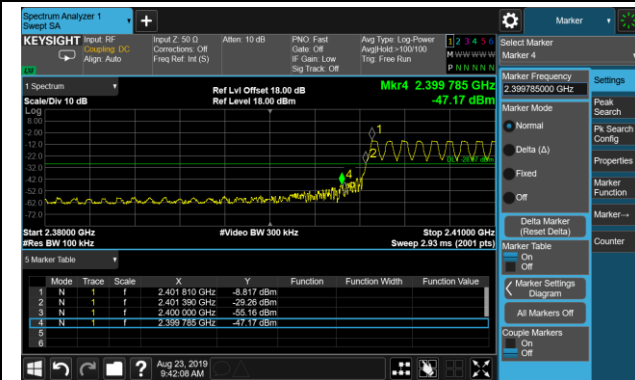 Spectrum Analyzer 1
Swept SA
+
Marker
KEYSIGHT
Input: RF
Coupling: DC
Align: Auto
Input Z: 50 Ω
Corrections: Off
Freq Ref: Int (S)
Atten: 10 dB
PNO: Fast
Gate: Off
IF Gain: Low
Sig Track: Off
Avg Type: Log-Power
Avg|Hold:>100/100
Trig: Free Run
1 2 3 4 5 6
M W W W W W
P N N N N N
Select Marker
Marker 4
1 Spectrum
Scale/Div 10 dB
Ref Lvl Offset 18.00 dB
Ref Level 18.00 dBm
Mkr4 2.399 785 GHz
-47.17 dBm
Log
8.00
-2.00
-12.0
-22.0
-32.0
-42.0
-52.0
-62.0
-72.0
1
2
4
Start 2.38000 GHz
#Res BW 100 kHz
#Video BW 300 kHz
Stop 2.41000 GHz
Sweep 2.93 ms (2001 pts)
5 Marker Table
Mode Trace Scale X Y Function Function Width Function Value
1 N 1 f 2.401 810 GHz -8.817 dBm
2 N 1 f 2.401 390 GHz -29.26 dBm
3 N 1 f 2.400 000 GHz -55.16 dBm
4 N 1 f 2.399 785 GHz -47.17 dBm
5
6
Marker Frequency
2.399785000 GHz
Marker Mode
Normal
Delta (Δ)
Fixed
Off
Delta Marker
(Reset Delta)
Marker Table
On
Off
Marker Settings
Diagram
All Markers Off
Couple Markers
On
Off
Settings
Peak
Search
Pk Search
Config
Properties
Marker
Function
Marker→
Counter
?
Aug 23, 2019
9:42:08 AM